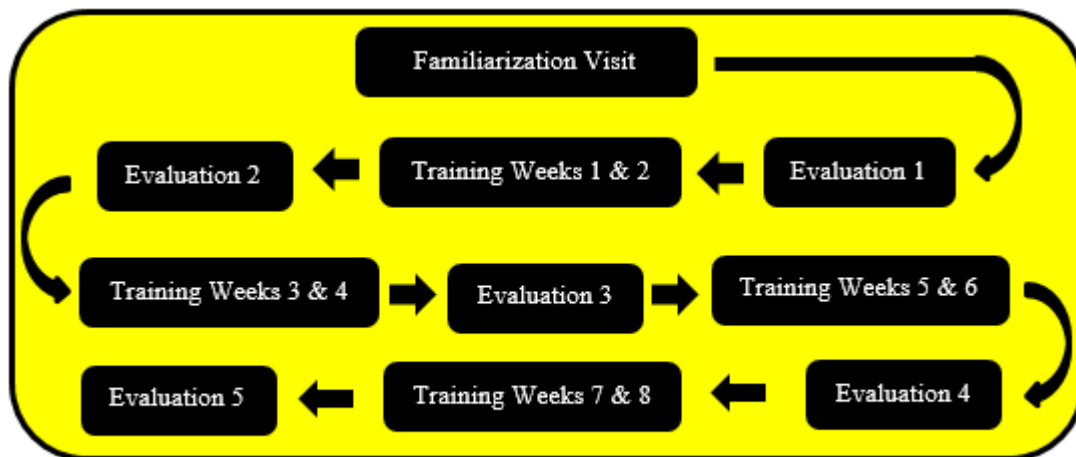 Familiarization Visit
Evaluation 1
Training Weeks 1 & 2
Evaluation 2
Training Weeks 3 & 4
Evaluation 3
Training Weeks 5 & 6
Evaluation 4
Training Weeks 7 & 8
Evaluation 5